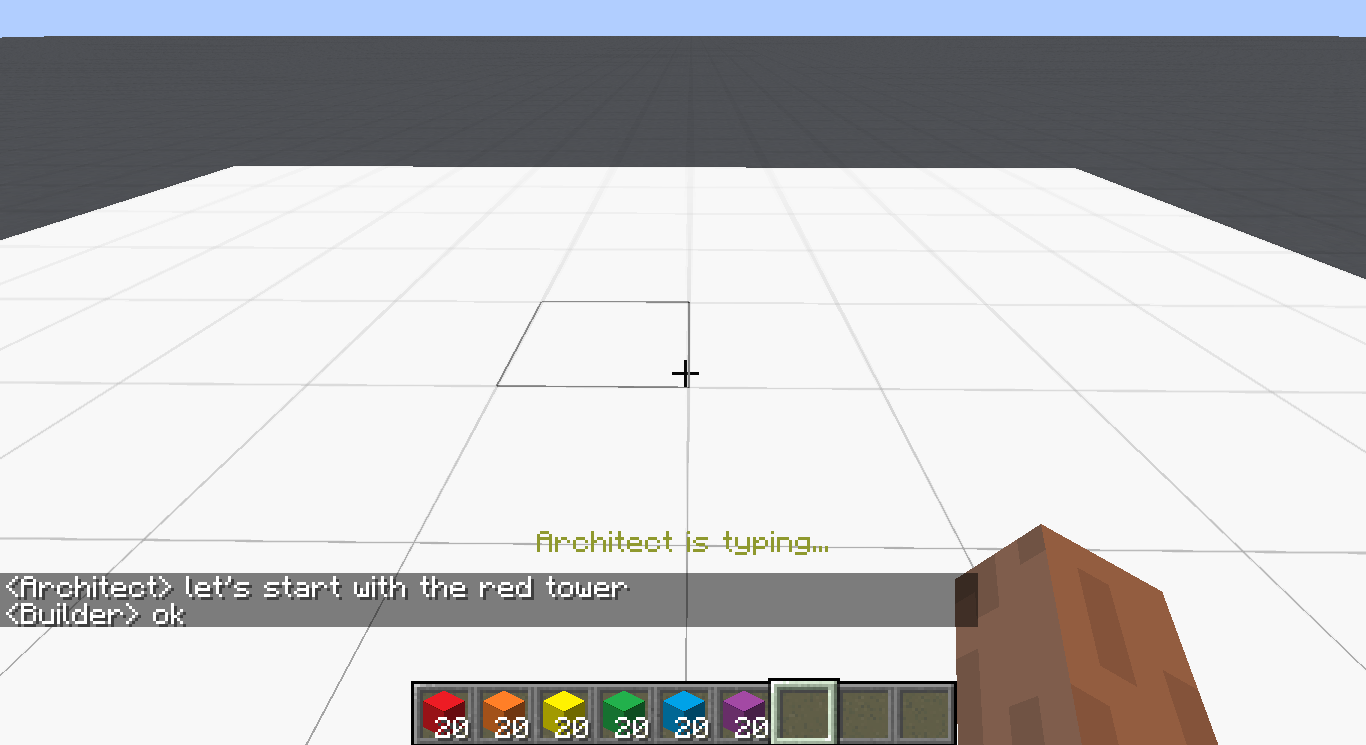 Architect is typing...
<Architect> let's start with the red tower
<Builder> ok
20 20 20 20 20 20